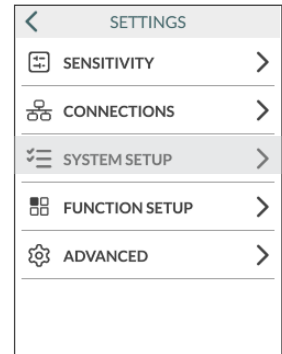 SETTINGS
SENSITIVITY
CONNECTIONS
SYSTEM SETUP
FUNCTION SETUP
ADVANCED